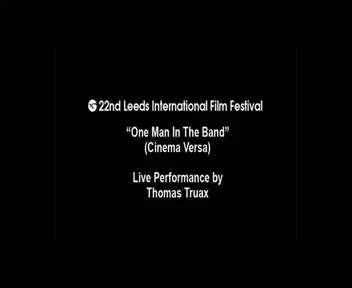 22nd Leeds International Film Festival
“One Man In The Band”
(Cinema Versa)
Live Performance by
Thomas Truax